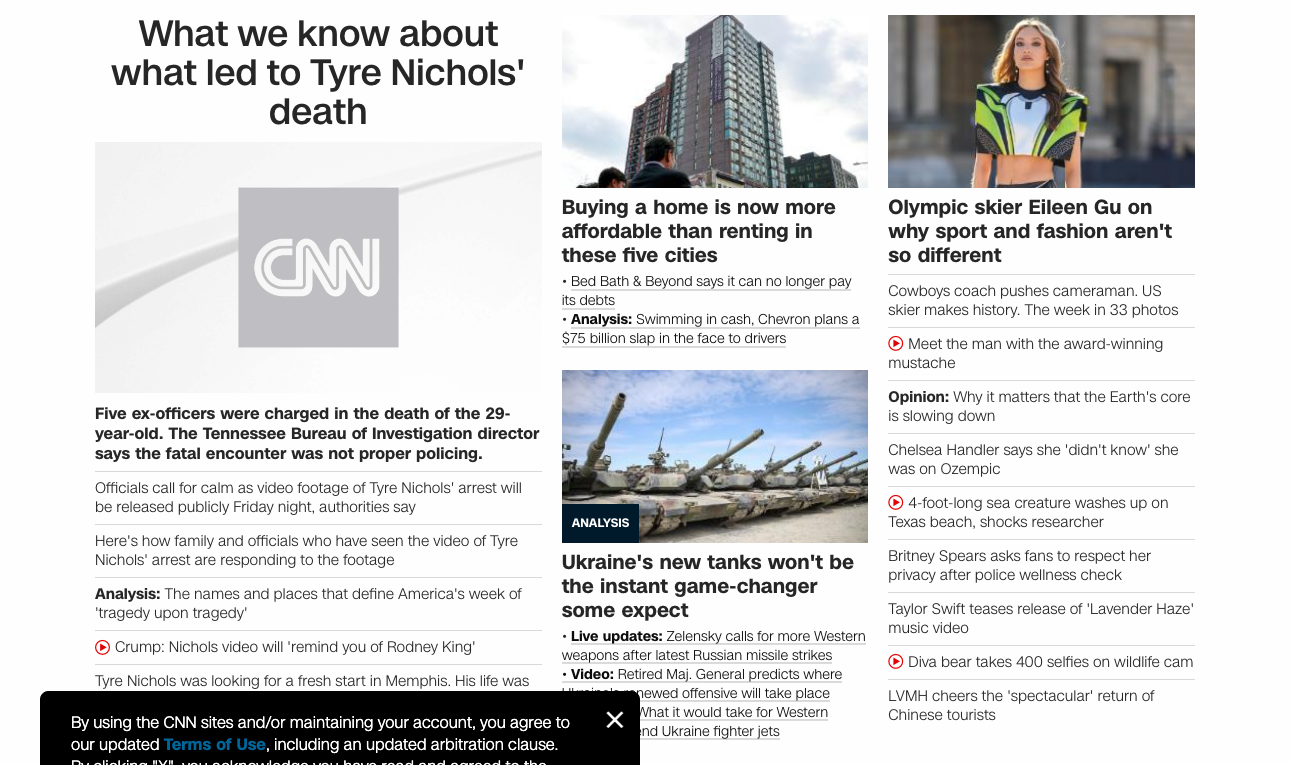 What we know about
what led to Tyre Nichols'
death
CNN
Five ex-officers were charged in the death of the 29-
year-old. The Tennessee Bureau of Investigation director
says the fatal encounter was not proper policing.
Officials call for calm as video footage of Tyre Nichols' arrest will
be released publicly Friday night, authorities say
Here's how family and officials who have seen the video of Tyre
Nichols' arrest are responding to the footage
Analysis: The names and places that define America's week of
'tragedy upon tragedy'
Crump: Nichols video will 'remind you of Rodney King'
Tyre Nichols was looking for a fresh start in Memphis. His life was
By using the CNN sites and/or maintaining your account, you agree to
our updated Terms of Use, including an updated arbitration clause.
By clicking "X", you acknowledge you have read and agreed to the
Buying a home is now more
affordable than renting in
these five cities
• Bed Bath & Beyond says it can no longer pay
its debts
• Analysis: Swimming in cash, Chevron plans a
$75 billion slap in the face to drivers
ANALYSIS
Ukraine's new tanks won't be
the instant game-changer
some expect
• Live updates: Zelensky calls for more Western
weapons after latest Russian missile strikes
• Video: Retired Maj. General predicts where
Ukraine's renewed offensive will take place
What it would take for Western
end Ukraine fighter jets
Olympic skier Eileen Gu on
why sport and fashion aren't
so different
Cowboys coach pushes cameraman. US
skier makes history. The week in 33 photos
Meet the man with the award-winning
mustache
Opinion: Why it matters that the Earth's core
is slowing down
Chelsea Handler says she 'didn't know' she
was on Ozempic
4-foot-long sea creature washes up on
Texas beach, shocks researcher
Britney Spears asks fans to respect her
privacy after police wellness check
Taylor Swift teases release of 'Lavender Haze'
music video
Diva bear takes 400 selfies on wildlife cam
LVMH cheers the 'spectacular' return of
Chinese tourists